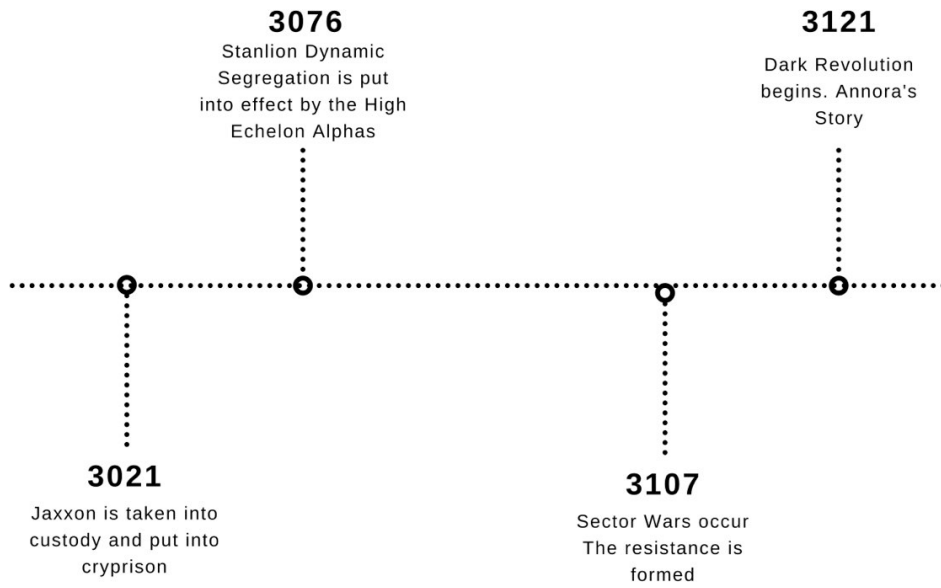 3076
Stanlion Dynamic
Segregation is put
into effect by the High
Echelon Alphas
3121
Dark Revolution
begins. Annora's
Story
3021
Jaxxon is taken into
custody and put into
cryprison
3107
Sector Wars occur
The resistance is
formed